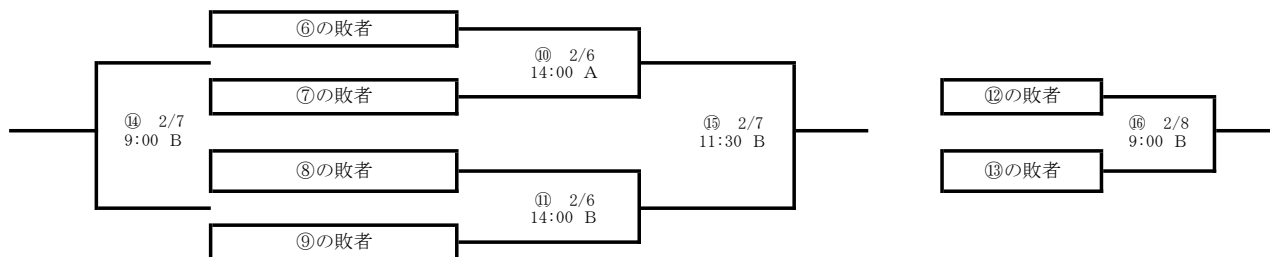 ⑥の敗者
⑩ 2/6
14:00 A
⑦の敗者
⑭ 2/7
9:00 B
⑧の敗者
⑪ 2/6
14:00 B
⑨の敗者
⑮ 2/7
11:30 B
⑫の敗者
⑯ 2/8
9:00 B
⑬の敗者